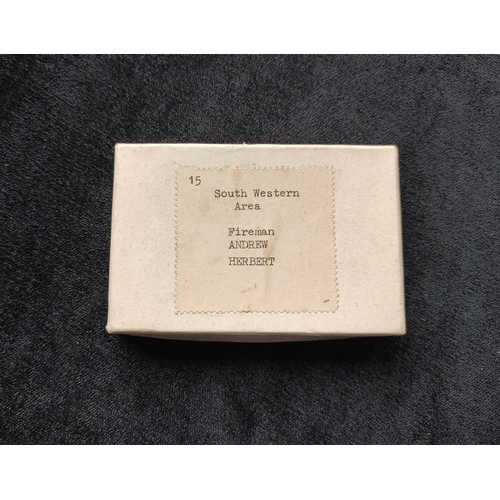 15
South Western
Area
Fireman
ANDREW
HERBERT